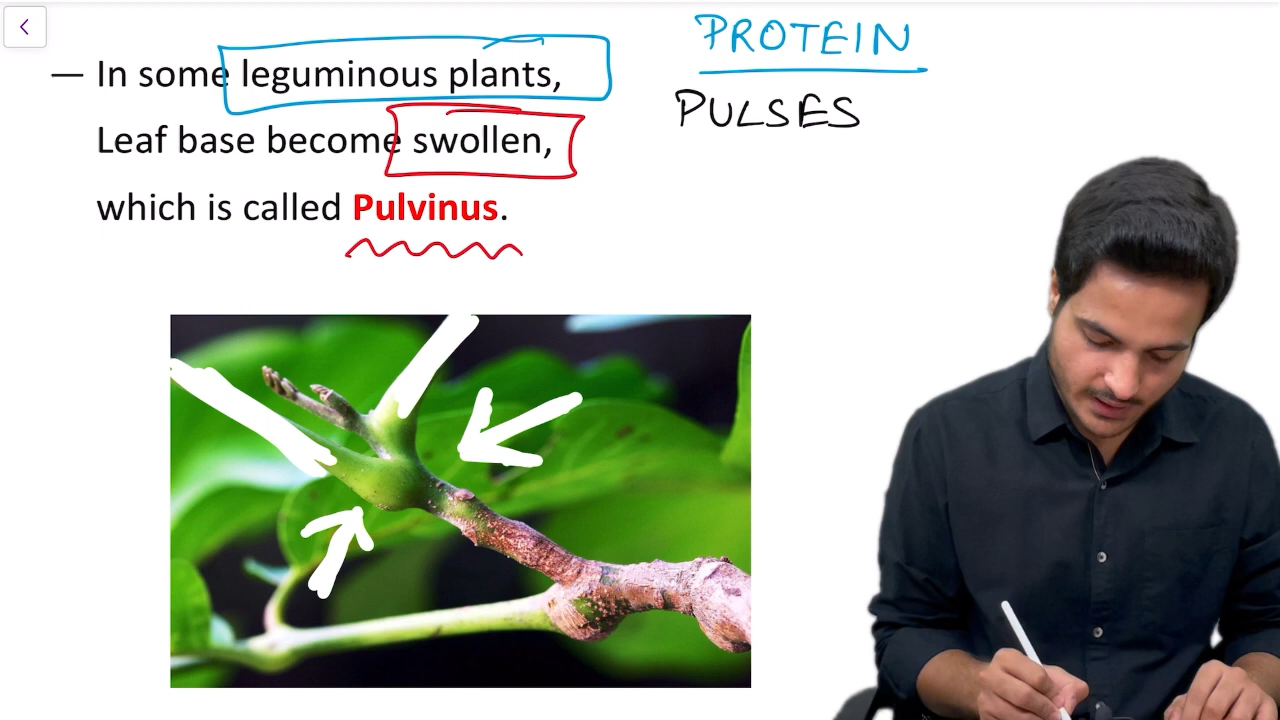 — In some leguminous plants,
Leaf base become swollen,
which is called Pulvinus.
PROTEIN
PULSES